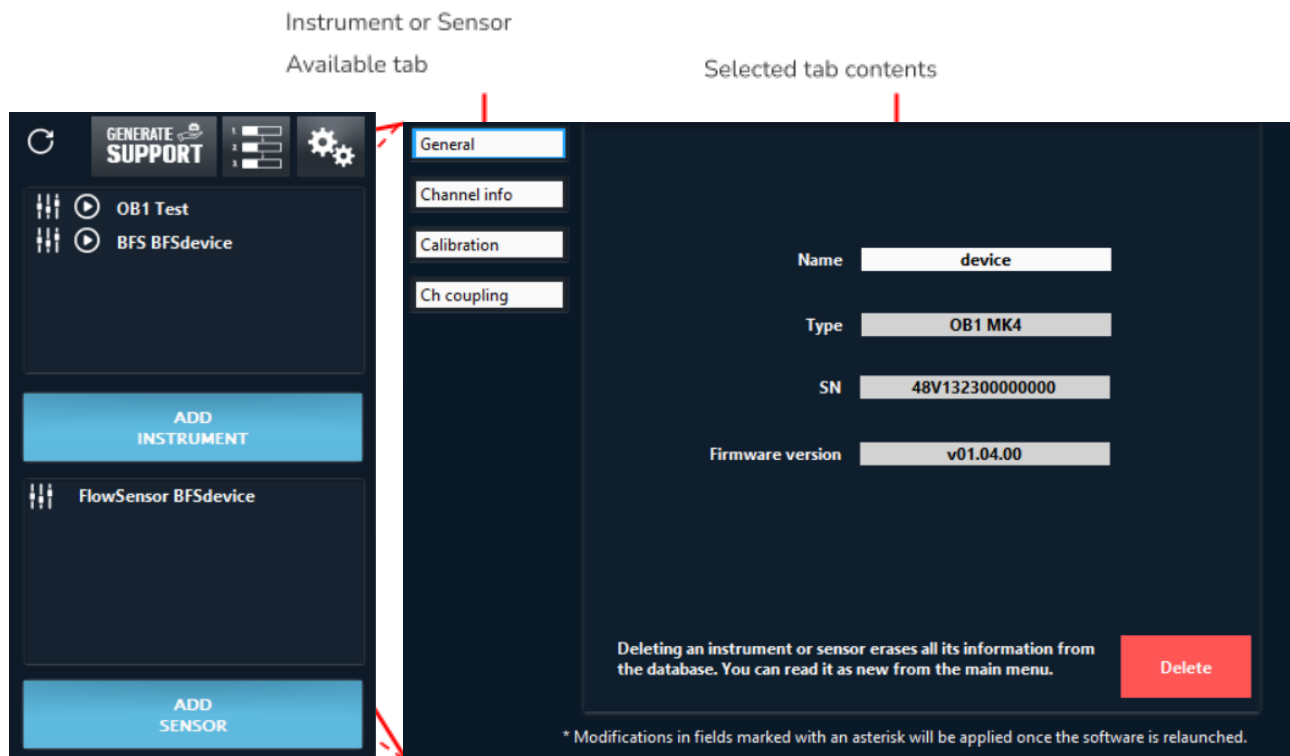 Instrument or Sensor
Available tab
Selected tab contents
GENERATE
SUPPORT
1
2
3
OB1 Test
BFS BFSdevice
ADD
INSTRUMENT
FlowSensor BFSdevice
ADD
SENSOR
General
Channel info
Calibration
Ch coupling
Name device
Type OB1 MK4
SN 48V132300000000
Firmware version v01.04.00
Deleting an instrument or sensor erases all its information from
the database. You can read it as new from the main menu.
Delete
* Modifications in fields marked with an asterisk will be applied once the software is relaunched.